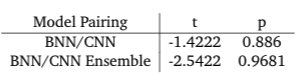 Model Pairing t p
BNN/CNN -1.4222 0.886
BNN/CNN Ensemble -2.5422 0.9681